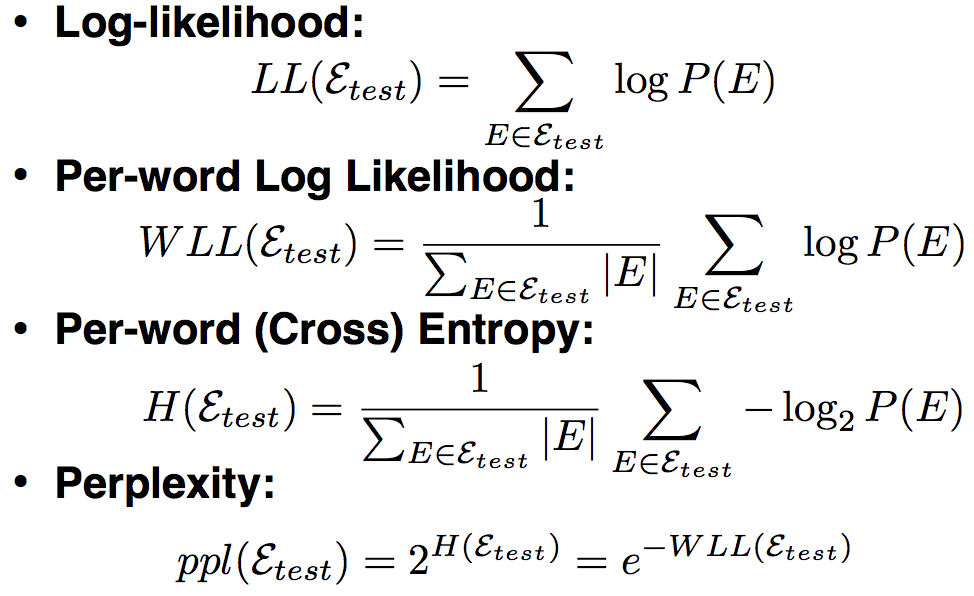 • Log-likelihood:
LL(ℰ_test) = ∑_{E∈ℰ_test} log P(E)
• Per-word Log Likelihood:
WLL(ℰ_test) = 1 / ∑_{E∈ℰ_test} |E| ∑_{E∈ℰ_test} log P(E)
• Per-word (Cross) Entropy:
H(ℰ_test) = 1 / ∑_{E∈ℰ_test} |E| ∑_{E∈ℰ_test} − log₂ P(E)
• Perplexity:
ppl(ℰ_test) = 2^{H(ℰ_test)} = e^{−WLL(ℰ_test)}